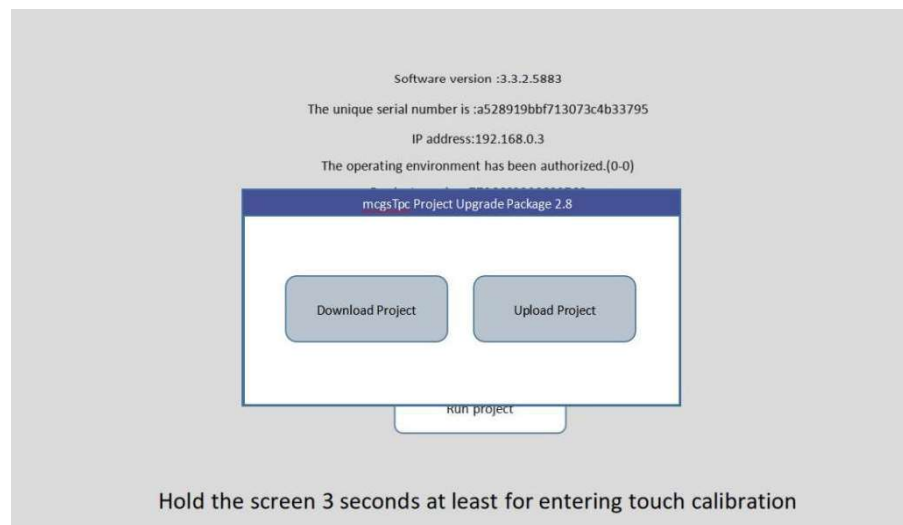 Software version :3.3.2.5883
The unique serial number is :a528919bbf713073c4b33795
IP address:192.168.0.3
The operating environment has been authorized.(0-0)
mcgsTpc Project Upgrade Package 2.8
Download Project Upload Project
Run project
Hold the screen 3 seconds at least for entering touch calibration